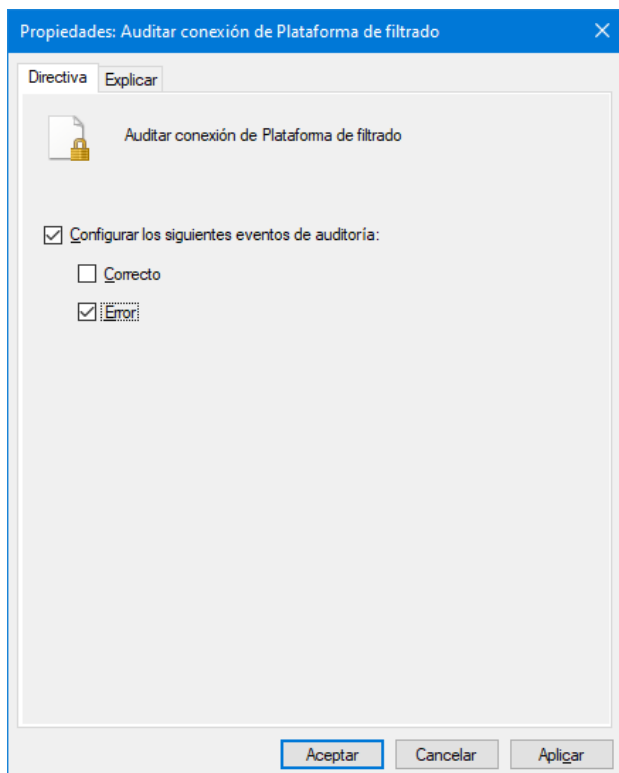 Propiedades: Auditar conexión de Plataforma de filtrado
Directiva Explicar
Auditar conexión de Plataforma de filtrado
Configurar los siguientes eventos de auditoría:
Correcto
Error
Aceptar Cancelar Aplicar